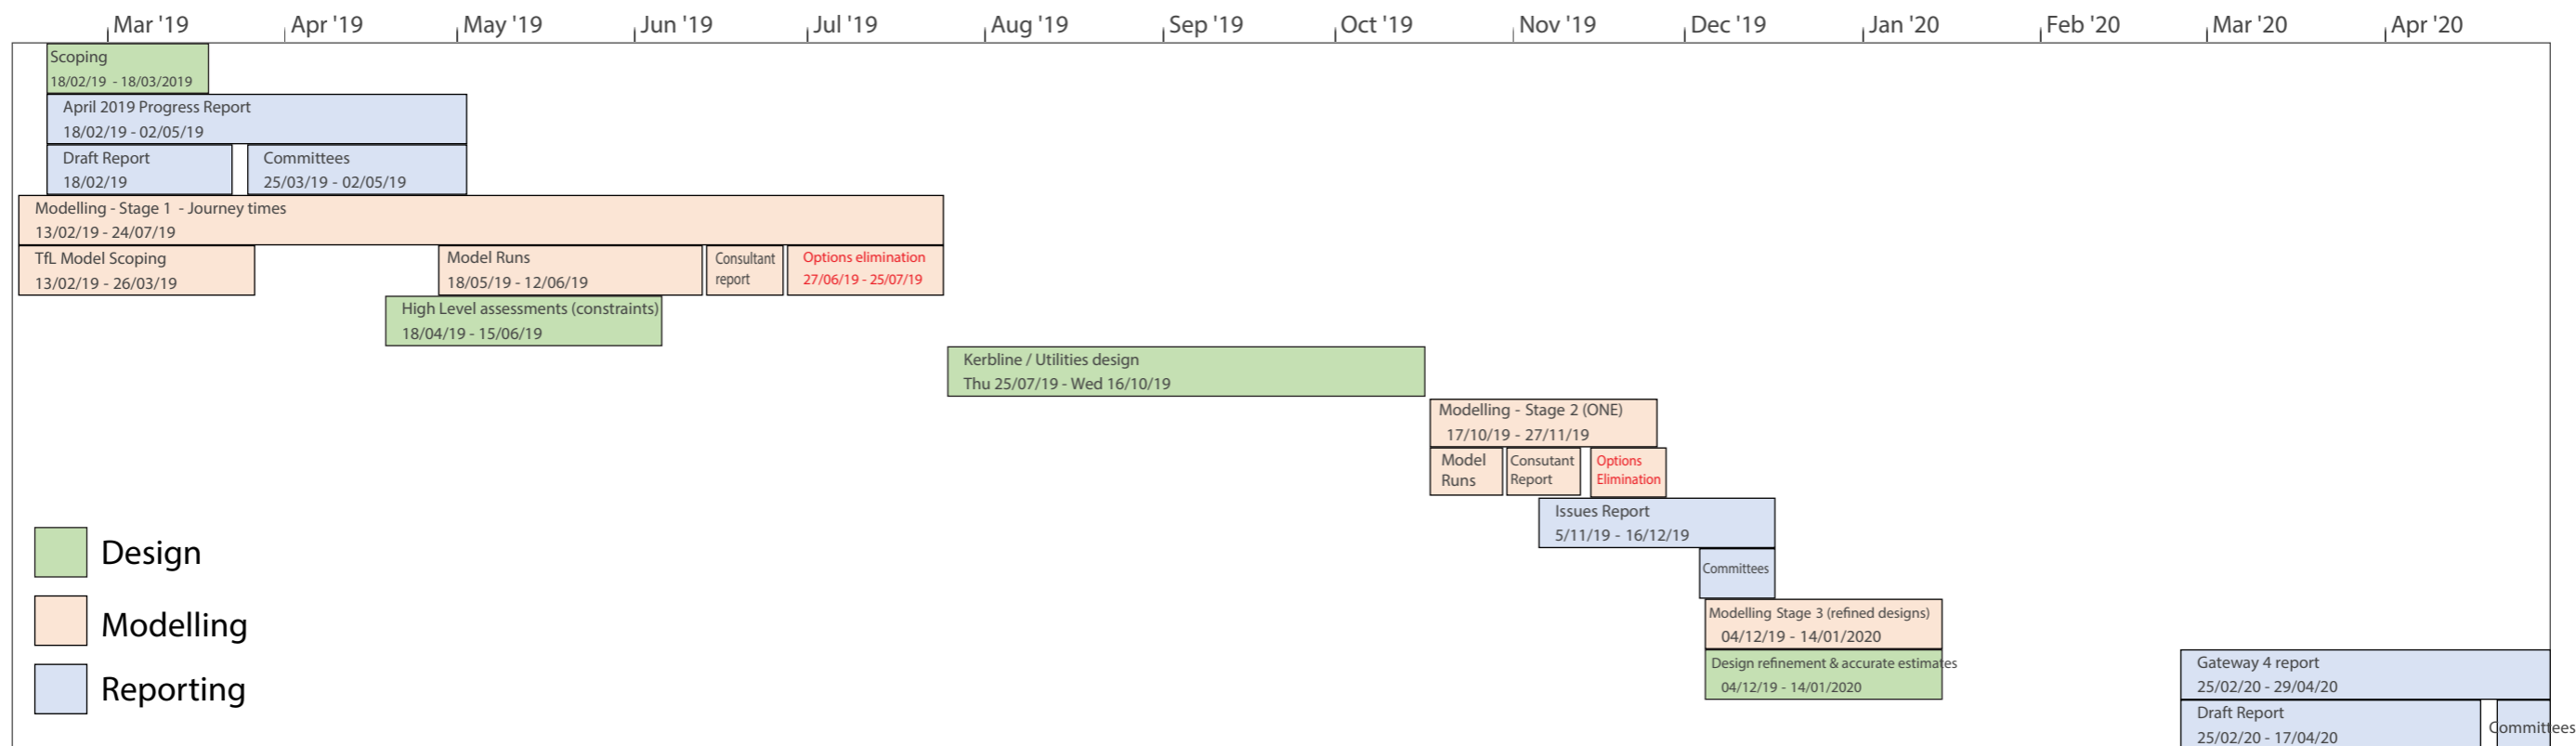 Mar '19 Apr '19 May '19 Jun '19 Jul '19 Aug '19 Sep '19 Oct '19 Nov '19 Dec '19 Jan '20 Feb '20 Mar '20 Apr '20
Scoping
18/02/19 - 18/03/2019
April 2019 Progress Report
18/02/19 - 02/05/19
Draft Report
18/02/19
Committees
25/03/19 - 02/05/19
Modelling - Stage 1 - Journey times
13/02/19 - 24/07/19
TfL Model Scoping
13/02/19 - 26/03/19
Model Runs
18/05/19 - 12/06/19
Consultant
report
Options elimination
27/06/19 - 25/07/19
High Level assessments (constraints)
18/04/19 - 15/06/19
Kerbline / Utilities design
Thu 25/07/19 - Wed 16/10/19
Modelling - Stage 2 (ONE)
17/10/19 - 27/11/19
Model
Runs
Consutant
Report
Options
Elimination
Issues Report
5/11/19 - 16/12/19
Committees
Modelling Stage 3 (refined designs)
04/12/19 - 14/01/2020
Design refinement & accurate estimates
04/12/19 - 14/01/2020
Gateway 4 report
25/02/20 - 29/04/20
Draft Report
25/02/20 - 17/04/20
Committees
Design
Modelling
Reporting